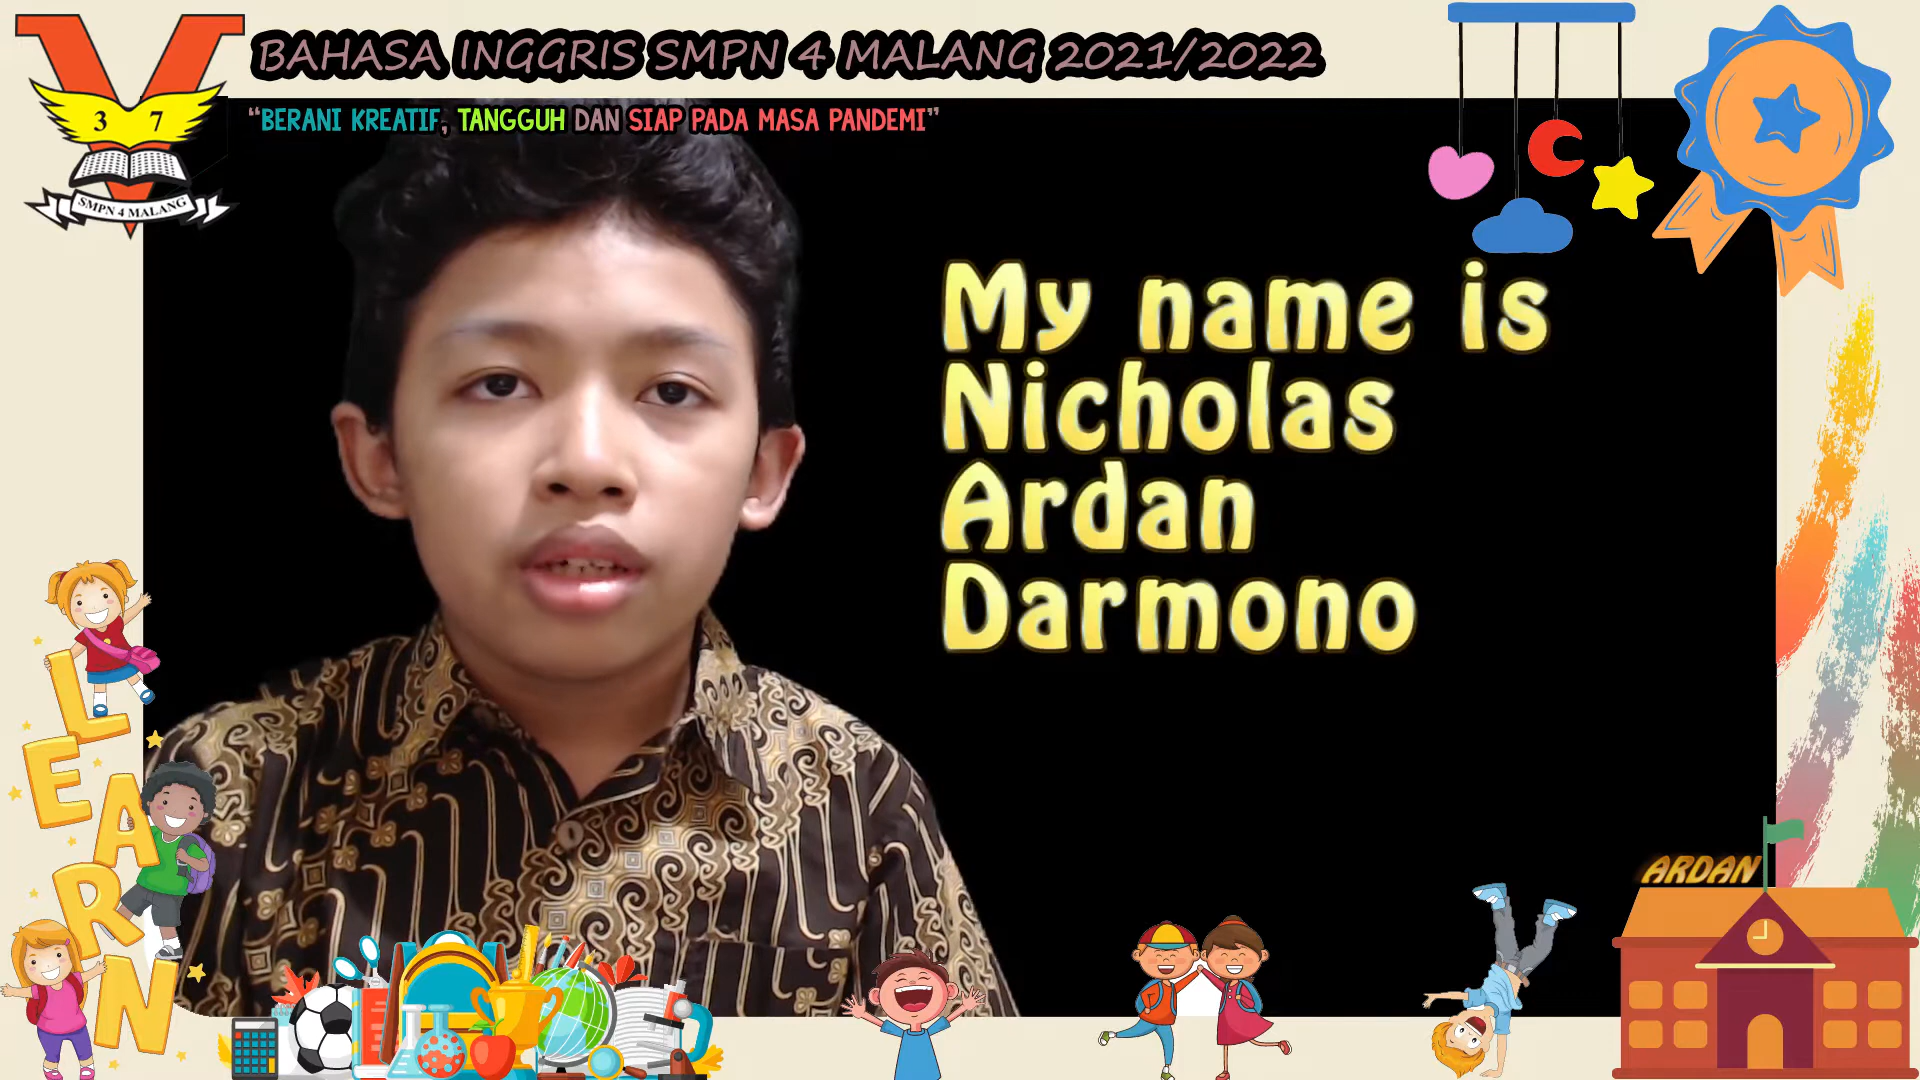 BAHASA INGGRIS SMPN 4 MALANG 2021/2022
"BERANI KREATIF, TANGGUH DAN SIAP PADA MASA PANDEMI"
3 7
SMPN 4 MALANG
My name is
Nicholas
Ardan
Darmono
LEARN
ARDAN